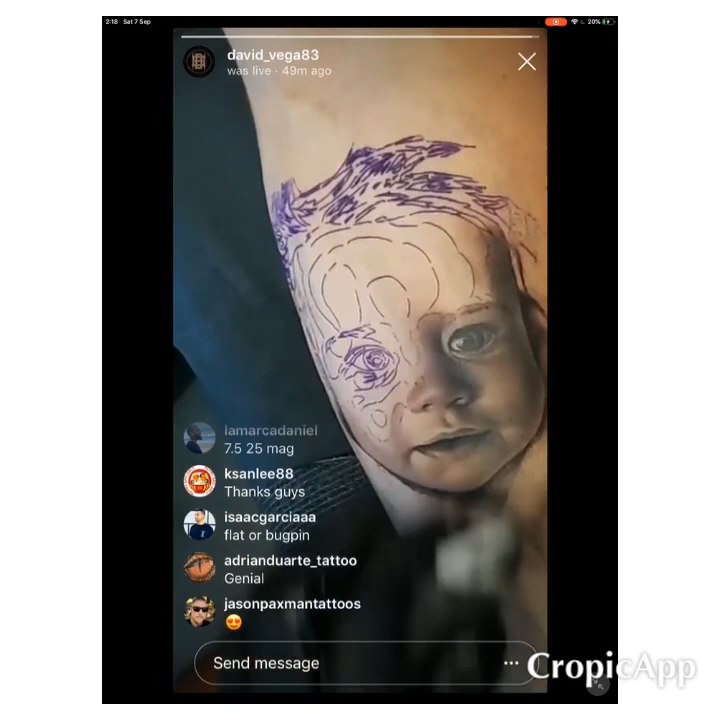 2:18 Sat 7 Sep
20%
david_vega83
was live · 49m ago
lamarcadaniel
7.5 25 mag
ksanlee88
Thanks guys
isaacgarciaaa
flat or bugpin
adrianduarte_tattoo
Genial
jasonpaxmantattoos
Send message
CropicApp